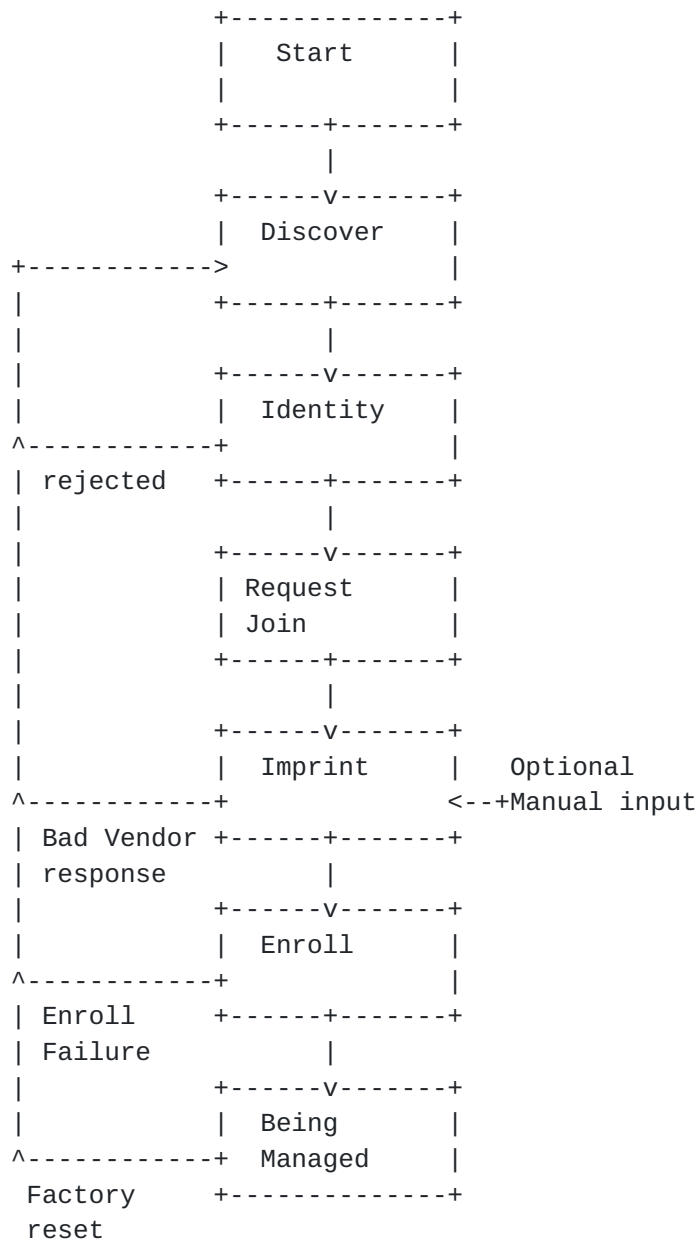 Start
Discover
Identity
rejected
Request
Join
Imprint
Optional
Manual input
Bad Vendor
response
Enroll
Enroll
Failure
Being
Managed
Factory
reset